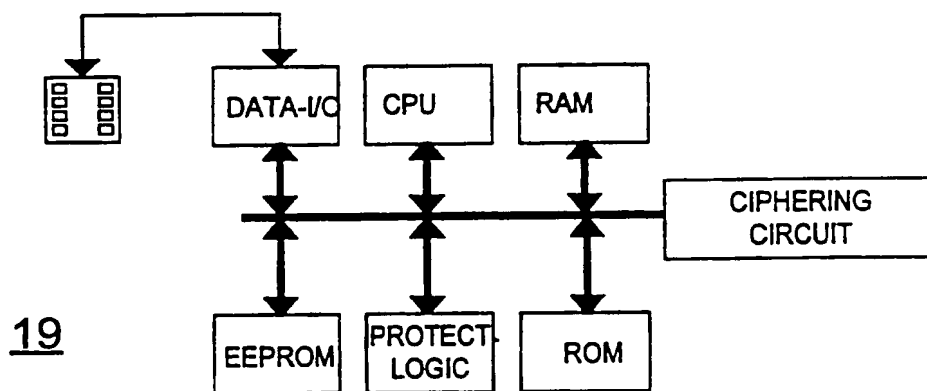 DATA-I/O
CPU
RAM
CIPHERING
CIRCUIT
19
EEPROM
PROTECT-
LOGIC
ROM